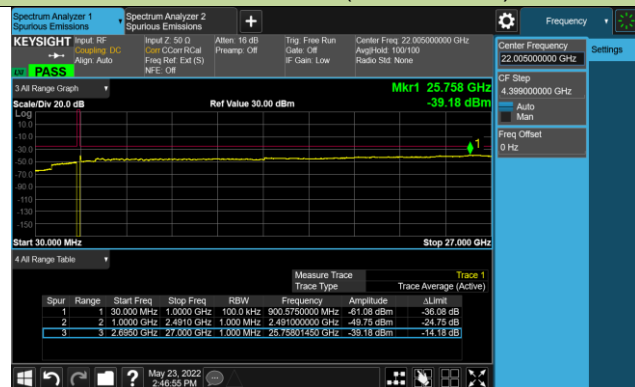 Spectrum Analyzer 1
Spurious Emissions
Spectrum Analyzer 2
Spurious Emissions
Frequency
KEYSIGHT
Input: RF
Coupling: DC
Align: Auto
Input Z: 50 Ω
Corr CCorr RCal
Freq Ref: Ext (S)
NFE: Off
Atten: 16 dB
Preamp: Off
Trig: Free Run
Gate: Off
IF Gain: Low
Center Freq: 22.005000000 GHz
Avg|Hold: 100/100
Radio Std: None
PASS
Center Frequency
22.005000000 GHz
Settings
CF Step
4.399000000 GHz
Auto
Man
Freq Offset
0 Hz
3 All Range Graph
Mkr1 25.758 GHz
Scale/Div 20.0 dB
Ref Value 30.00 dBm
-39.18 dBm
Log
10.0
-10.0
-30.0
-50.0
-70.0
-90.0
-110
-130
-150
1
Start 30.000 MHz
Stop 27.000 GHz
4 All Range Table
Measure Trace Trace 1
Trace Type Trace Average (Active)
Spur Range Start Freq Stop Freq RBW Frequency Amplitude ΔLimit
1 1 30.000 MHz 1.0000 GHz 100.0 kHz 900.5750000 MHz -61.08 dBm -36.08 dB
2 2 1.0000 GHz 2.4910 GHz 1.000 MHz 2.491000000 GHz -49.75 dBm -24.75 dB
3 3 2.6950 GHz 27.000 GHz 1.000 MHz 25.75801450 GHz -39.18 dBm -14.18 dB
May 23, 2022
2:46:55 PM